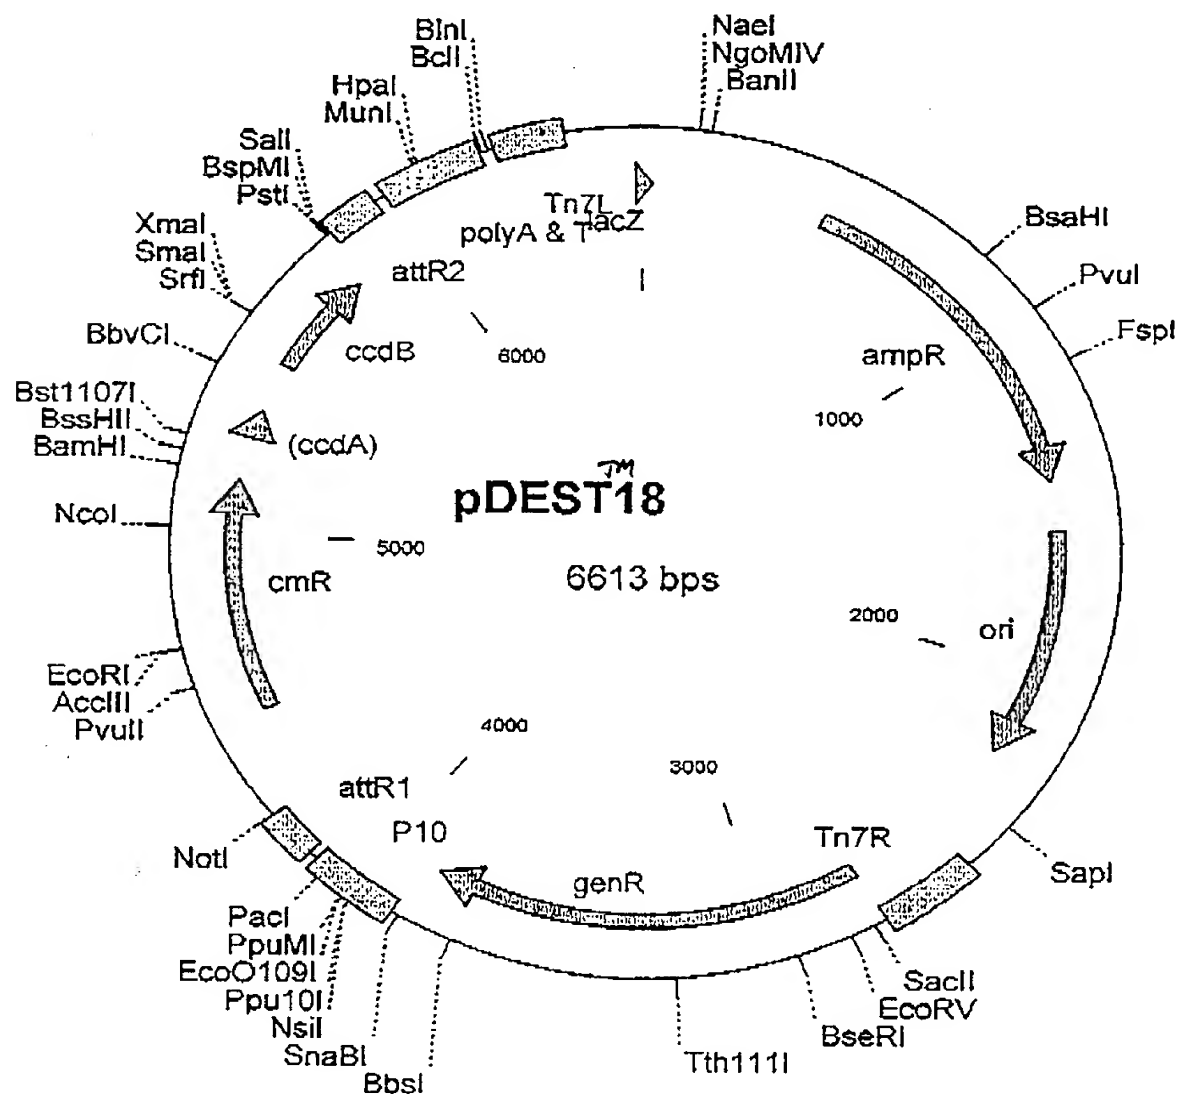 BlnI
BclI
HpaI
MunI
SalI
BspMI
PstI
XmaI
SmaI
SrfI
BbvCI
Bst1107I
BssHII
BamHI
NcoI
EcoRI
AccIII
PvuII
NotI
PacI
PpuMI
EcoO109I
Ppu10I
NsiI
SnaBI
BbsI
Tth111I
BseRI
EcoRV
SacII
SapI
FspI
PvuI
BsaHI
BanII
NgoMIV
NaeI
Tn7L
lacZ
polyA & T
attR2
ccdB
6000
ampR
1000
(ccdA)
pDEST™18
6613 bps
5000
cmR
2000
ori
4000
3000
attR1
P10
genR
Tn7R